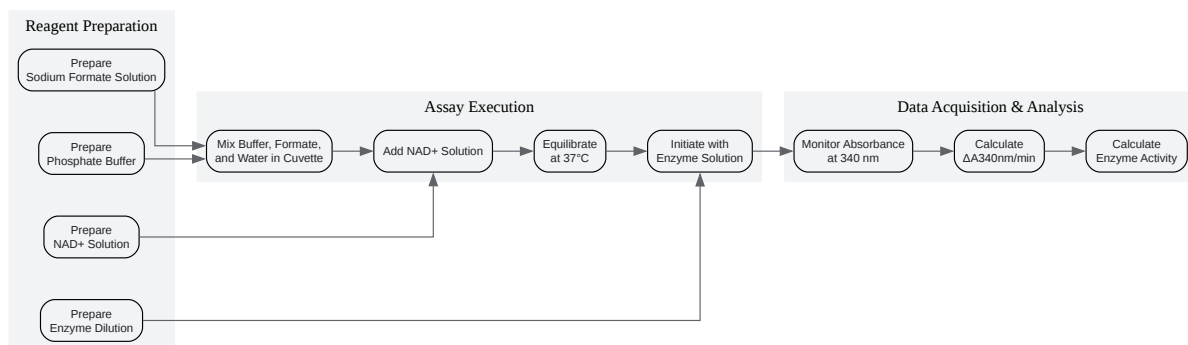 Reagent Preparation
Prepare
Sodium Formate Solution
Prepare
Phosphate Buffer
Prepare
NAD+ Solution
Prepare
Enzyme Dilution
Assay Execution
Mix Buffer, Formate,
and Water in Cuvette
Add NAD+ Solution
Equilibrate
at 37°C
Initiate with
Enzyme Solution
Data Acquisition & Analysis
Monitor Absorbance
at 340 nm
Calculate
ΔA340nm/min
Calculate
Enzyme Activity